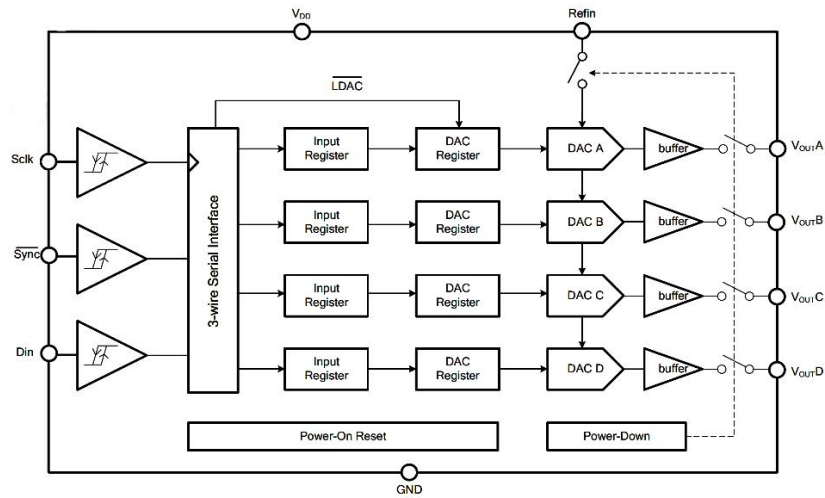 VDD
Refin
LDAC
Sclk
Input
Register
DAC
Register
DAC A
buffer
VOUTA
Sync
3-wire Serial Interface
Input
Register
DAC
Register
DAC B
buffer
VOUTB
Input
Register
DAC
Register
DAC C
buffer
VOUTC
Din
Input
Register
DAC
Register
DAC D
buffer
VOUTD
Power-On Reset
Power-Down
GND